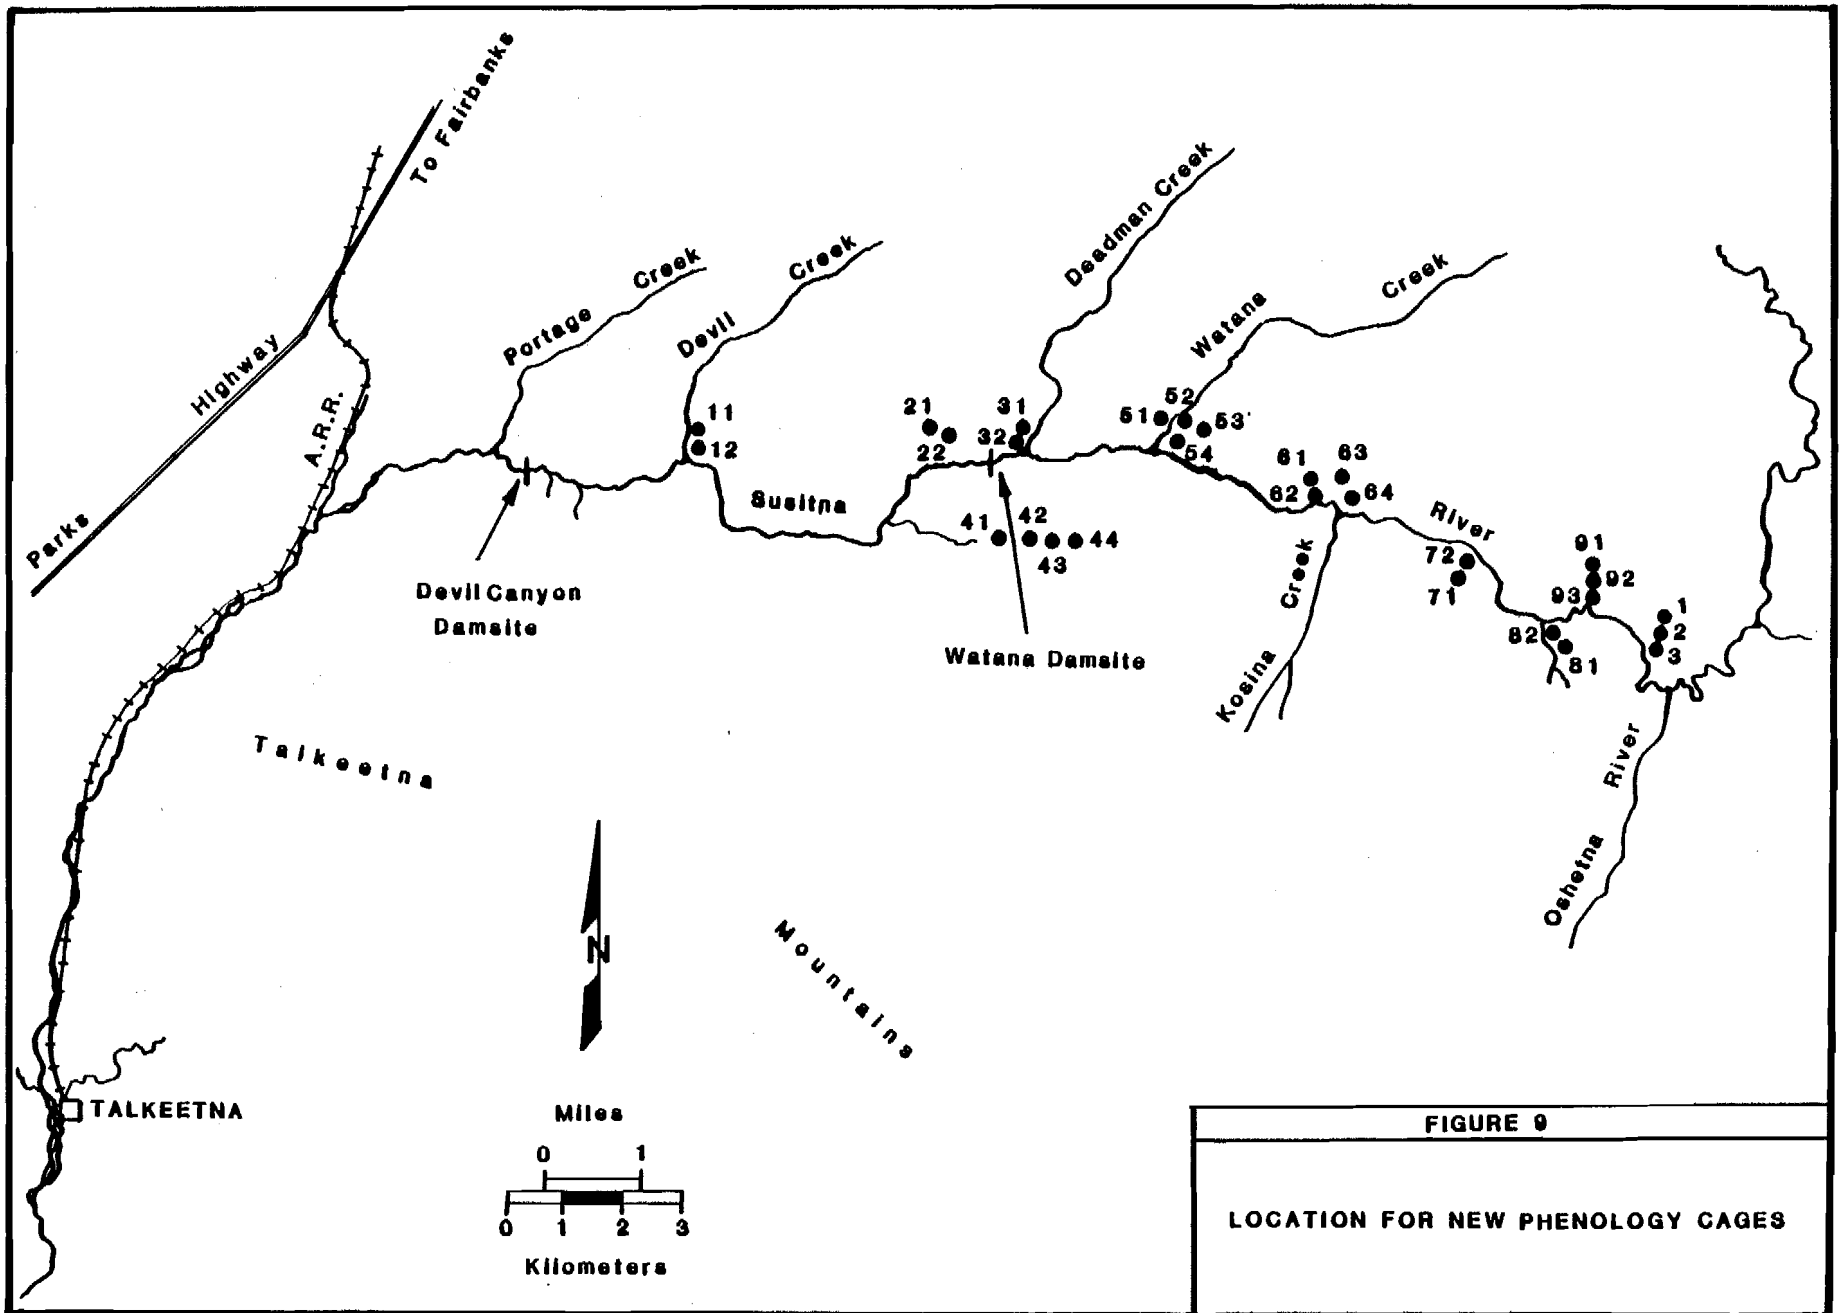 To Fairbanks
Parks Highway
A.R.R.
Portage Creek
Devil Creek
Deadman Creek
Watana Creek
11
12
21
22
31
32
51
52
53
54
61
62
63
64
41
42
43
44
Susitna River
72
71
91
92
93
82
81
1
2
3
Devil Canyon
Damsite
Watana Damsite
Kosina Creek
Oshetna River
Talkeetna Mountains
N
TALKEETNA
Miles
0 1
0 1 2 3
Kilometers
FIGURE 9
LOCATION FOR NEW PHENOLOGY CAGES